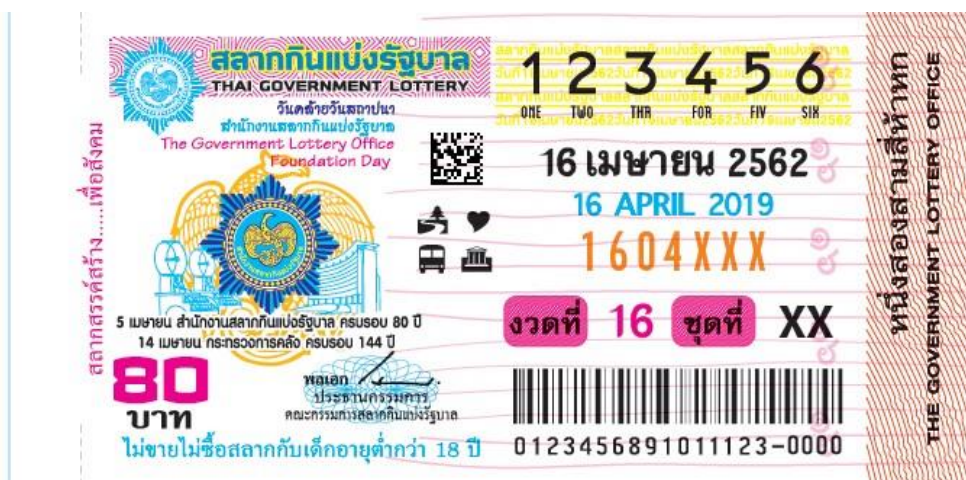 สลากกินแบ่งรัฐบาล
THAI GOVERNMENT LOTTERY
วันคล้ายวันสถาปนา
สำนักงานสลากกินแบ่งรัฐบาล
The Government Lottery Office
Foundation Day
สลากสร้างสรรค์.....เพื่อสังคม
5 เมษายน สำนักงานสลากกินแบ่งรัฐบาล ครบรอบ 80 ปี
14 เมษายน กระทรวงการคลัง ครบรอบ 144 ปี
80
บาท
พลเอก
ประธานกรรมการ
คณะกรรมการสลากกินแบ่งรัฐบาล
ไม่ขายไม่ซื้อสลากกับเด็กอายุต่ำกว่า 18 ปี
1 2 3 4 5 6
ONE TWO THR FOR FIV SIX
16 เมษายน 2562
16 APRIL 2019
1604XXX
งวดที่ 16 ชุดที่ XX
0123456891011123-0000
หนึ่งสองสามสี่ห้าหก
THE GOVERNMENT LOTTERY OFFICE